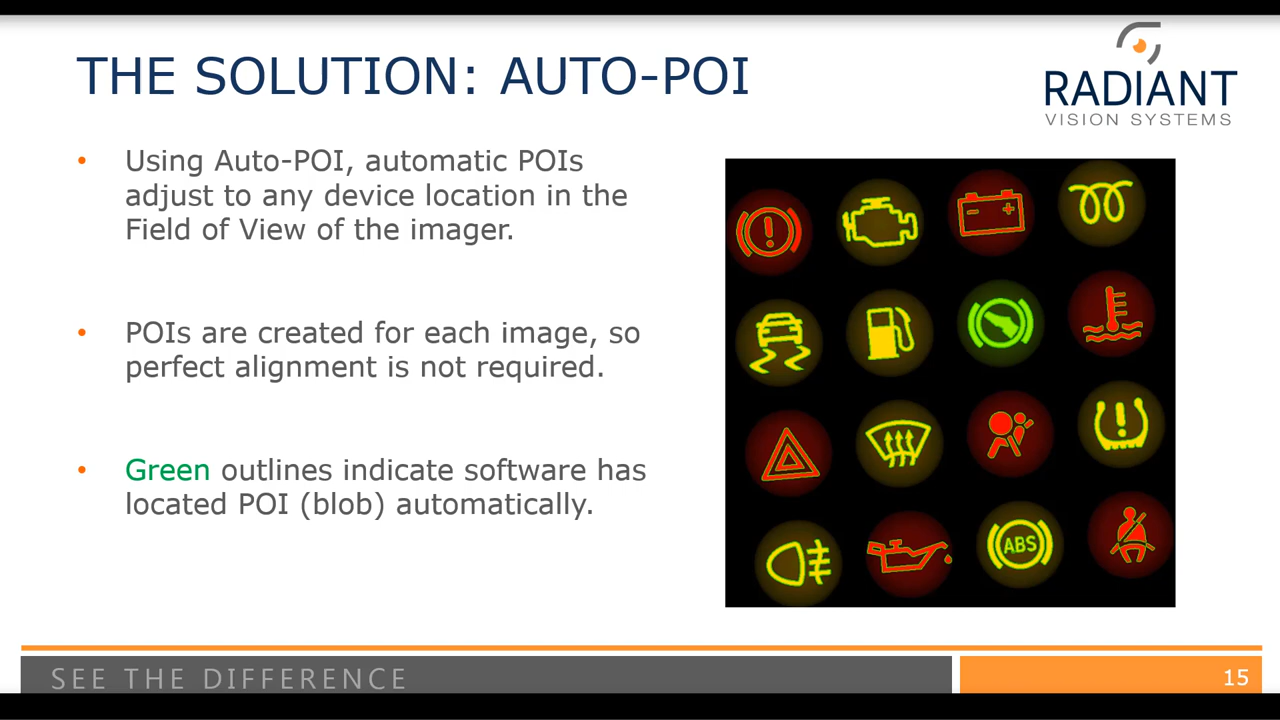 THE SOLUTION: AUTO-POI
RADIANT
VISION SYSTEMS
• Using Auto-POI, automatic POIs
adjust to any device location in the
Field of View of the imager.
• POIs are created for each image, so
perfect alignment is not required.
• Green outlines indicate software has
located POI (blob) automatically.
ABS
SEE THE DIFFERENCE
15